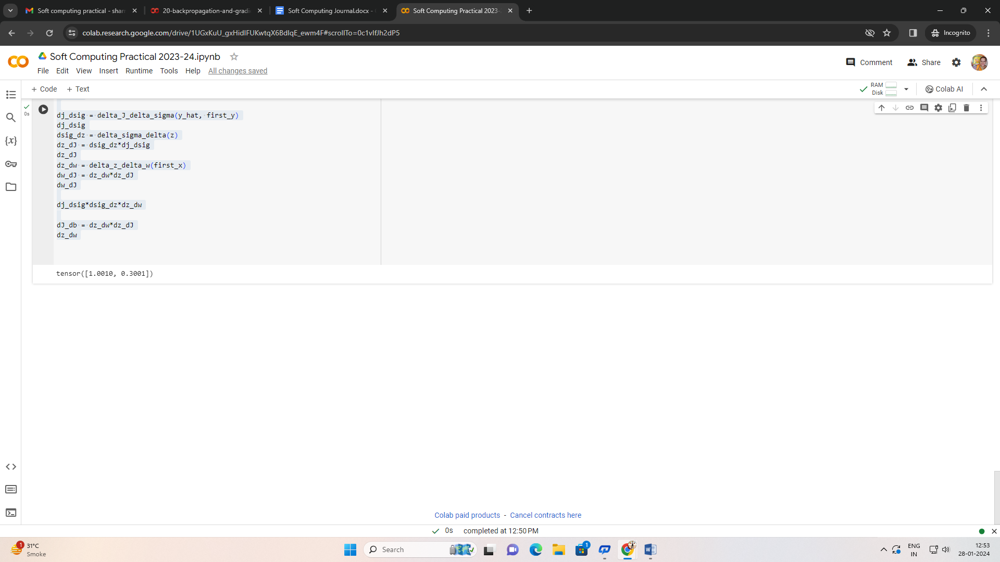 Soft computing practical - shar
20-backpropagation-and-gradi
Soft Computing Journal.docx -
Soft Computing Practical 2023-
colab.research.google.com/drive/1UGxKuU_gxHidlFUKwtqX6BdlqE_ewm4F#scrollTo=0c1vIfJh2dP5
Incognito
Soft Computing Practical 2023-24.ipynb
File Edit View Insert Runtime Tools Help All changes saved
Comment Share
+ Code + Text
RAM
Disk
Colab AI
0s
{x}
dj_dsig = delta_J_delta_sigma(y_hat, first_y)
dj_dsig
dsig_dz = delta_sigma_delta(z)
dz_dJ = dsig_dz*dj_dsig
dz_dJ
dz_dw = delta_z_delta_w(first_x)
dw_dJ = dz_dw*dz_dJ
dw_dJ
dj_dsig*dsig_dz*dz_dw
dJ_db = dz_dw*dz_dJ
dz_dw
tensor([1.0010, 0.3001])
Colab paid products - Cancel contracts here
0s completed at 12:50 PM
1
31°C
Smoke
Search
1
ENG
IN
12:53
28-01-2024